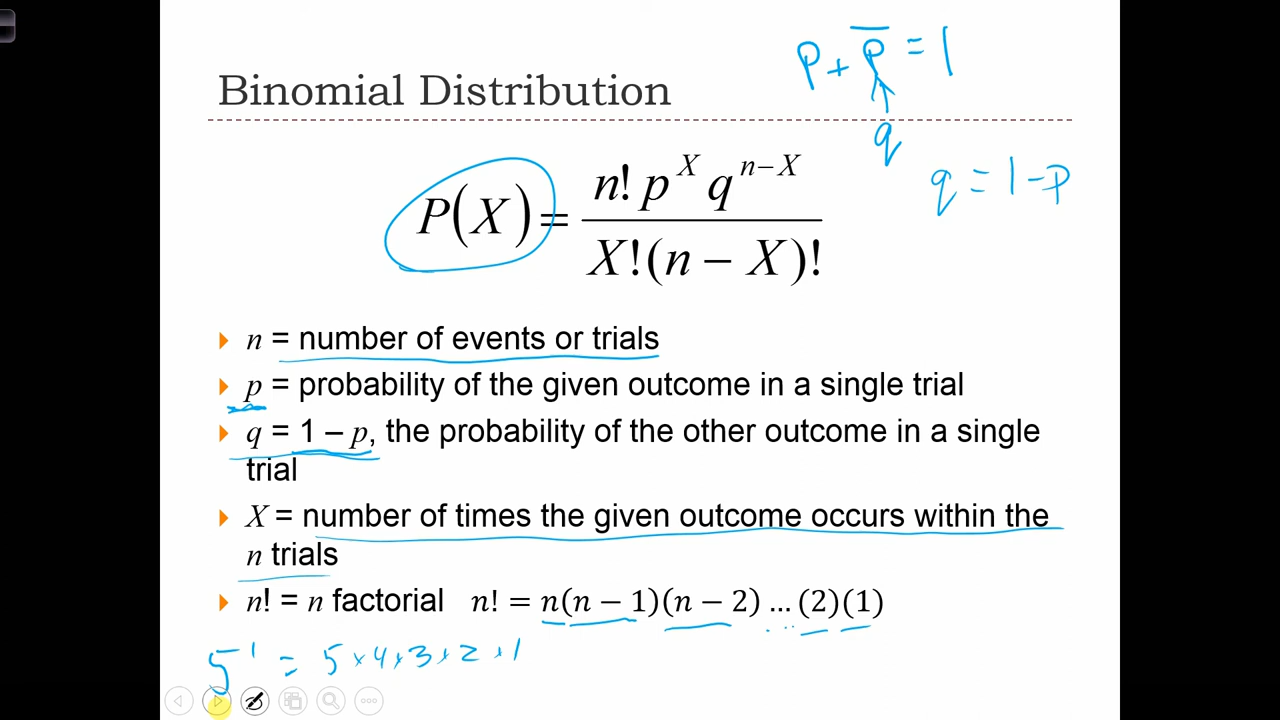 p + p̅ = 1
Binomial Distribution
q
q = 1 - p
P(X) = n! p^X q^(n-X) / X!(n - X)!
n = number of events or trials
p = probability of the given outcome in a single trial
q = 1 – p, the probability of the other outcome in a single
trial
X = number of times the given outcome occurs within the
n trials
n! = n factorial n! = n(n − 1)(n − 2) … (2)(1)
5! = 5 × 4 × 3 × 2 × 1